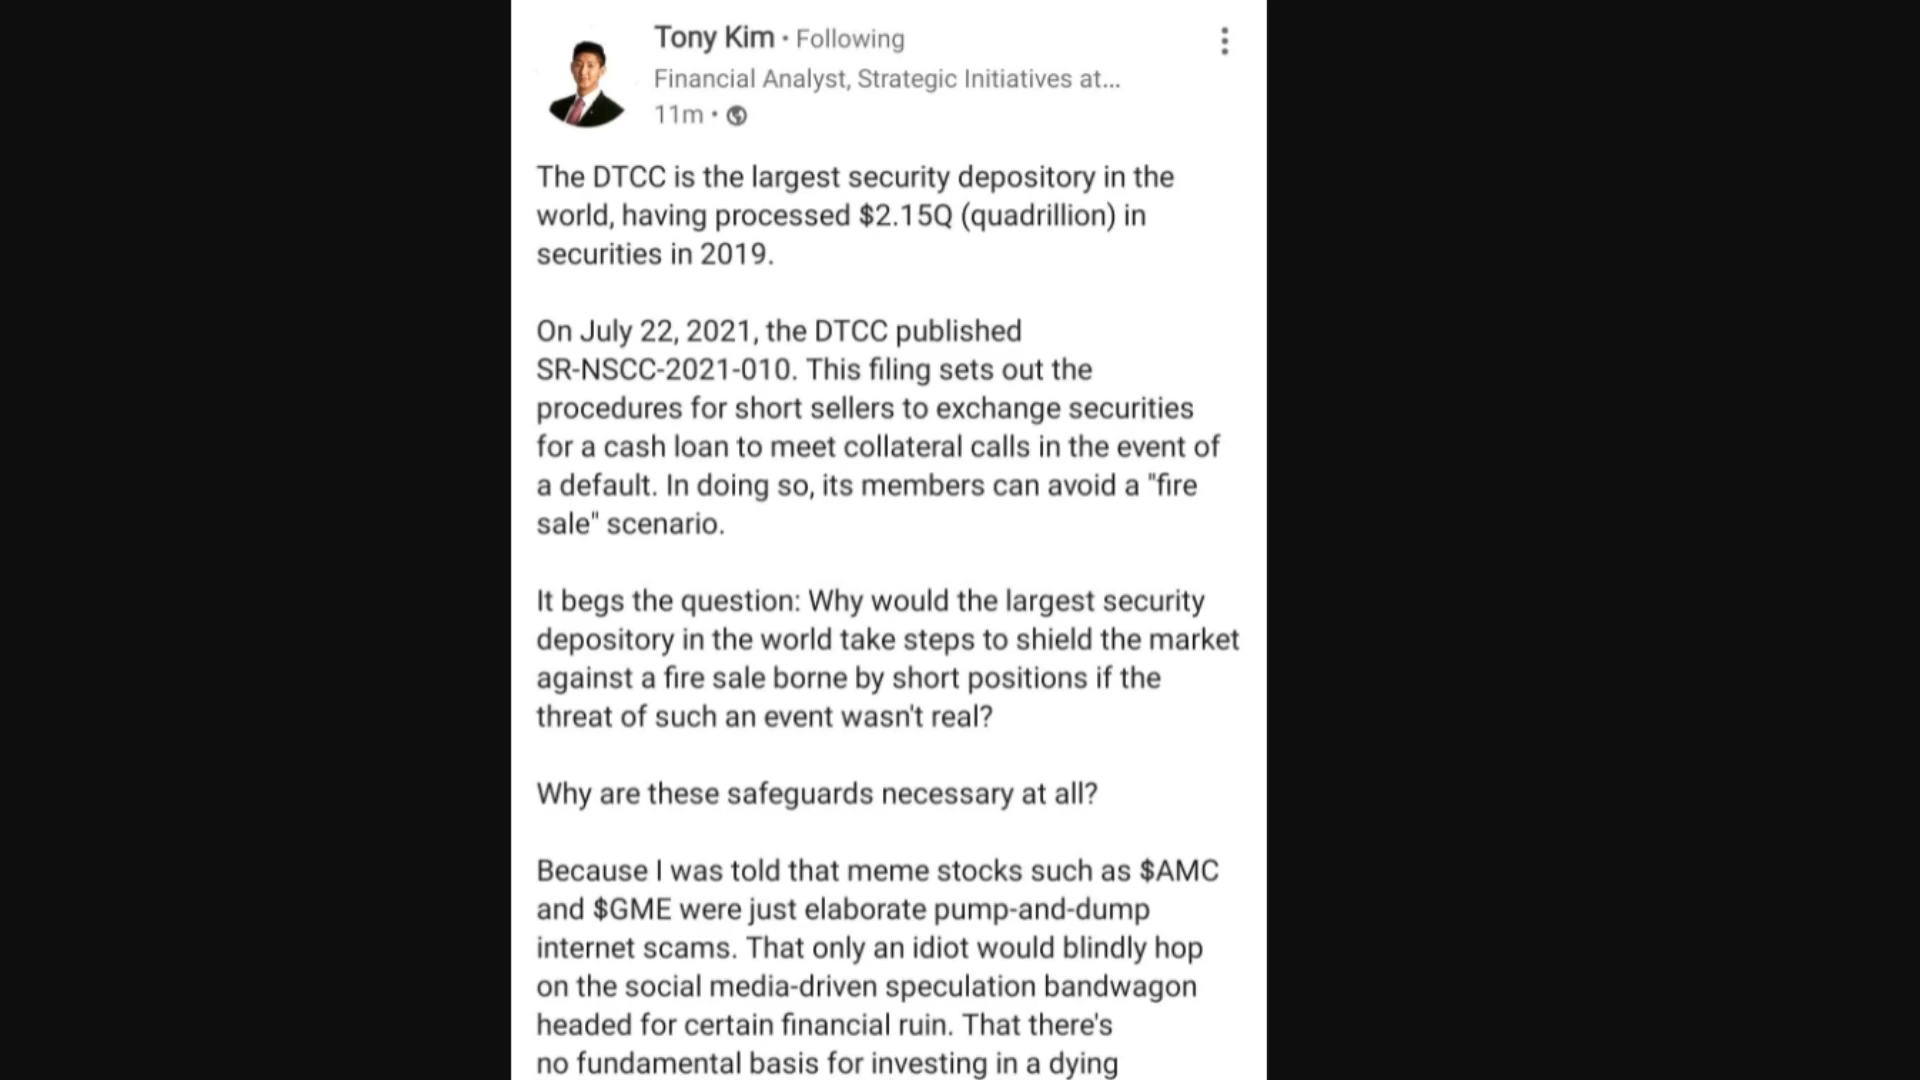 Tony Kim • Following
Financial Analyst, Strategic Initiatives at...
11m •
The DTCC is the largest security depository in the
world, having processed $2.15Q (quadrillion) in
securities in 2019.
On July 22, 2021, the DTCC published
SR-NSCC-2021-010. This filing sets out the
procedures for short sellers to exchange securities
for a cash loan to meet collateral calls in the event of
a default. In doing so, its members can avoid a "fire
sale" scenario.
It begs the question: Why would the largest security
depository in the world take steps to shield the market
against a fire sale borne by short positions if the
threat of such an event wasn't real?
Why are these safeguards necessary at all?
Because I was told that meme stocks such as $AMC
and $GME were just elaborate pump-and-dump
internet scams. That only an idiot would blindly hop
on the social media-driven speculation bandwagon
headed for certain financial ruin. That there's
no fundamental basis for investing in a dying